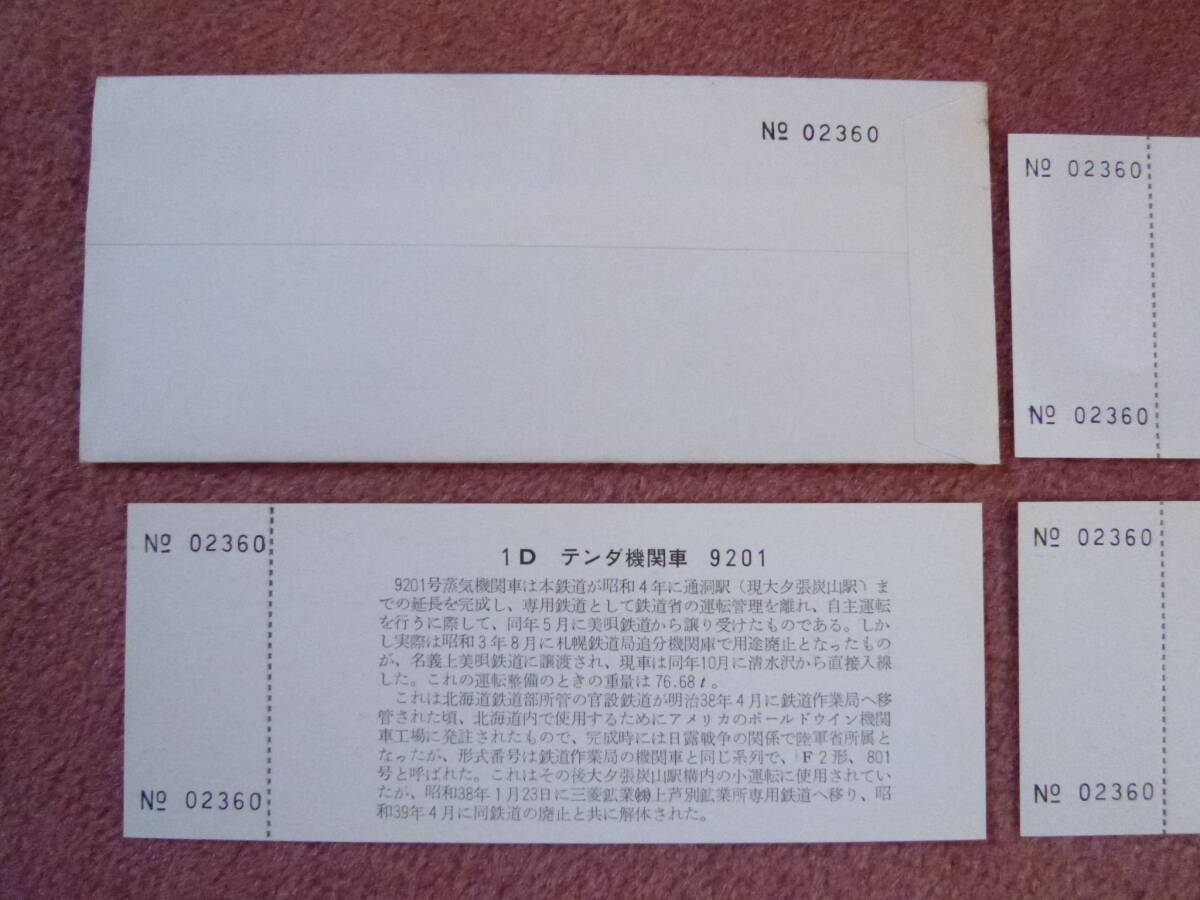 Nº 02360
Nº 02360
Nº 02360
Nº 02360
Nº 02360
1D テンダ機関車 9201
9201号蒸気機関車は本鉄道が昭和4年に通洞駅(現大夕張炭山駅)ま
での延長を完成し、専用鉄道として鉄道省の運転管理を離れ、自主運転
を行うに際して、同年5月に美唄鉄道から譲り受けたものである。しか
し実際は昭和3年8月に札幌鉄道局追分機関庫で用途廃止となったもの
が、名義上美唄鉄道に譲渡され、現車は同年10月に清水沢から直接入線
した。これの運転整備のときの重量は76.68t。
これは北海道鉄道部所管の官設鉄道が明治38年4月に鉄道作業局へ移
管された頃、北海道内で使用するためにアメリカのボールドウイン機関
車工場に発註されたもので、完成時には日露戦争の関係で陸軍省所属と
なったが、形式番号は鉄道作業局の機関車と同じ系列で、F2形、801
号と呼ばれた。これはその後大夕張炭山駅構内の小運転に使用されてい
たが、昭和38年1月23日に三菱鉱業㈱上芦別鉱業所専用鉄道へ移り、昭
和39年4月に同鉄道の廃止と共に解体された。
Nº 02360
Nº 02360
Nº 02360